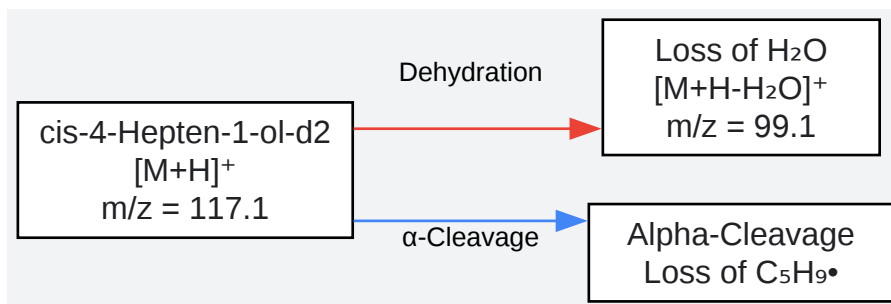 Loss of H₂O
[M+H-H₂O]⁺
m/z = 99.1
Dehydration
cis-4-Hepten-1-ol-d2
[M+H]⁺
m/z = 117.1
α-Cleavage
Alpha-Cleavage
Loss of C₅H₉•